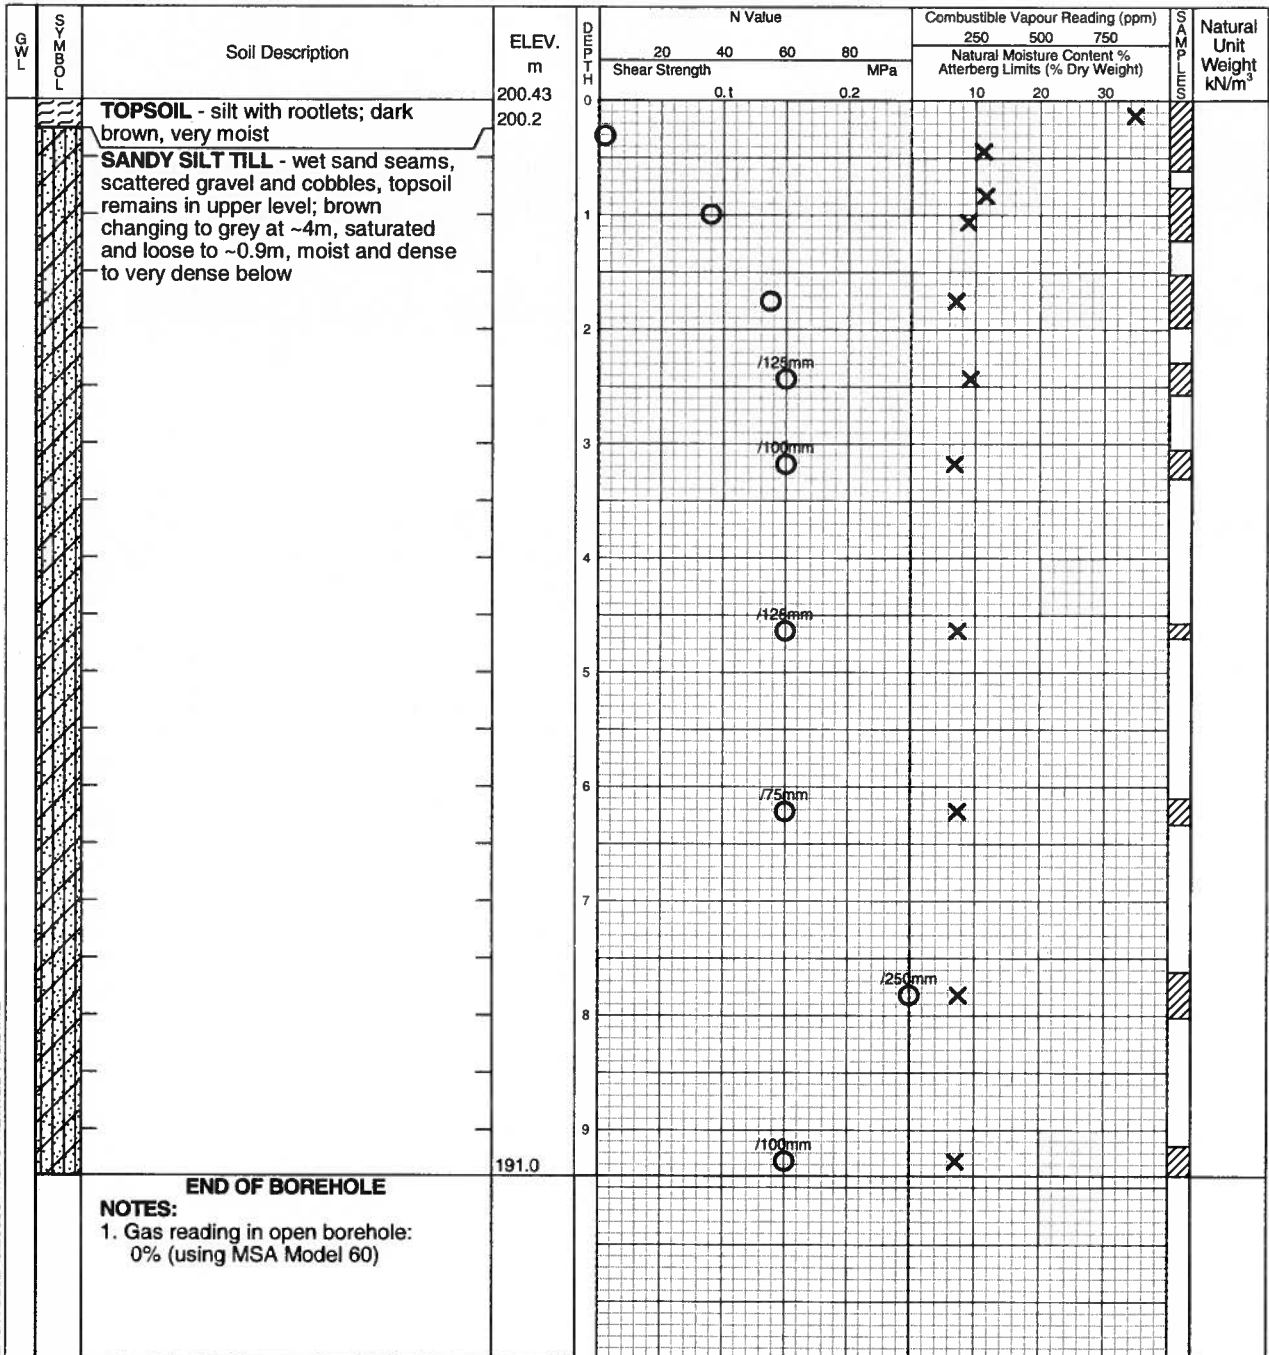 GWL
SYMBOL
Soil Description
ELEV.
m
DEPTH
N Value
20 40 60 80
Shear Strength MPa
0.1 0.2
Combustible Vapour Reading (ppm)
250 500 750
Natural Moisture Content %
Atterberg Limits (% Dry Weight)
10 20 30
SAMPLES
Natural
Unit
Weight
kN/m³
200.43
0
TOPSOIL - silt with rootlets; dark
brown, very moist
200.2
SANDY SILT TILL - wet sand seams,
scattered gravel and cobbles, topsoil
remains in upper level; brown
changing to grey at ~4m, saturated
and loose to ~0.9m, moist and dense
to very dense below
1
2
/125mm
3
/100mm
4
/125mm
5
6
/75mm
7
/250mm
8
9
/100mm
191.0
END OF BOREHOLE
NOTES:
1. Gas reading in open borehole:
0% (using MSA Model 60)